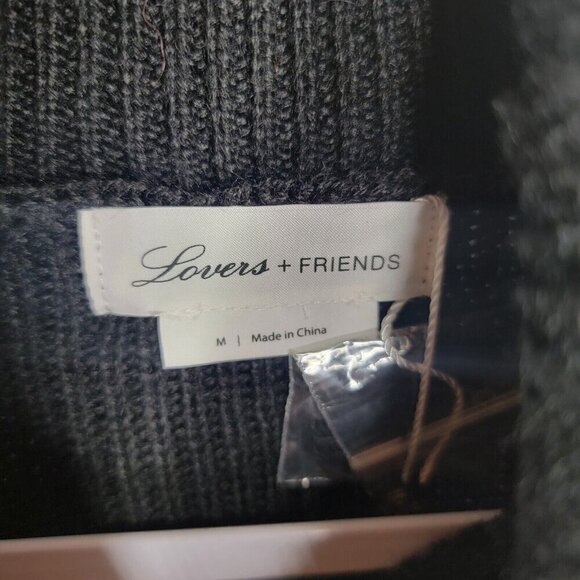 Lovers + FRIENDS
M | Made in China